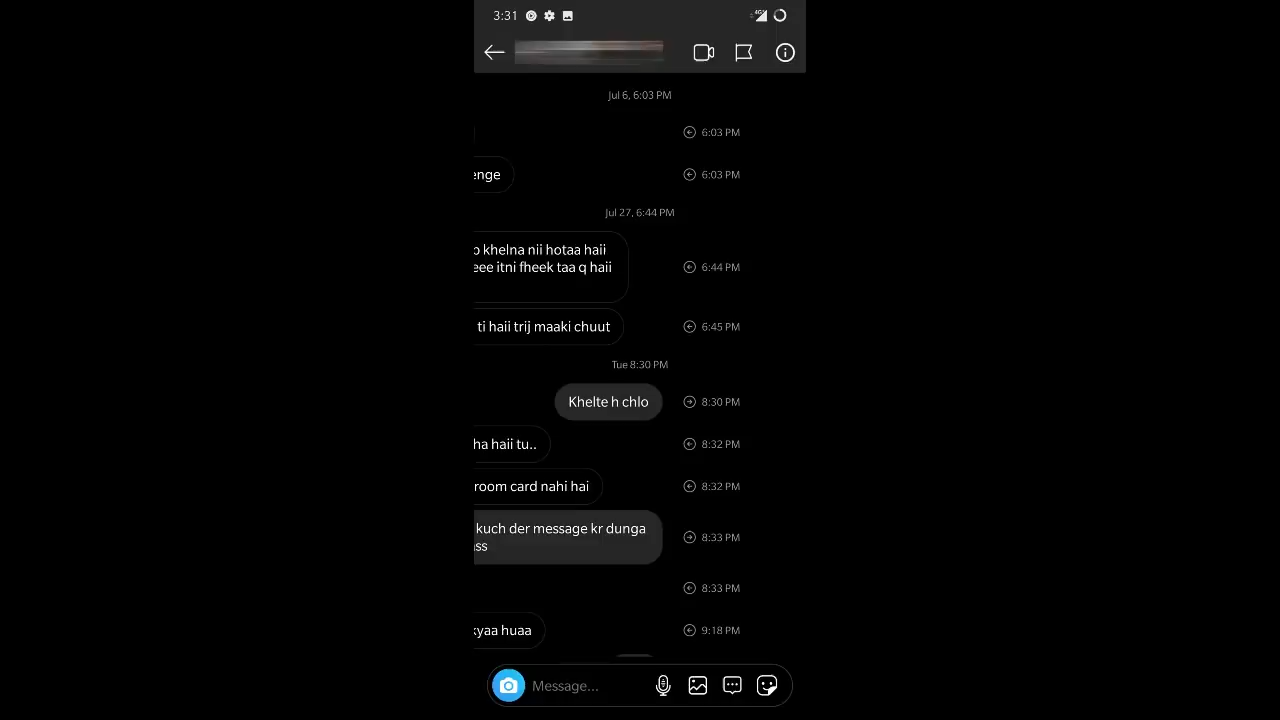 3:31
4G
Jul 6, 6:03 PM
6:03 PM
enge
6:03 PM
Jul 27, 6:44 PM
khelna nii hotaa haii
eee itni fheek taa q haii
6:44 PM
ti haii trij maaki chuut
6:45 PM
Tue 8:30 PM
Khelte h chlo
8:30 PM
ha haii tu..
8:32 PM
room card nahi hai
8:32 PM
kuch der message kr dunga
ass
8:33 PM
8:33 PM
kyaa huaa
9:18 PM
Message...